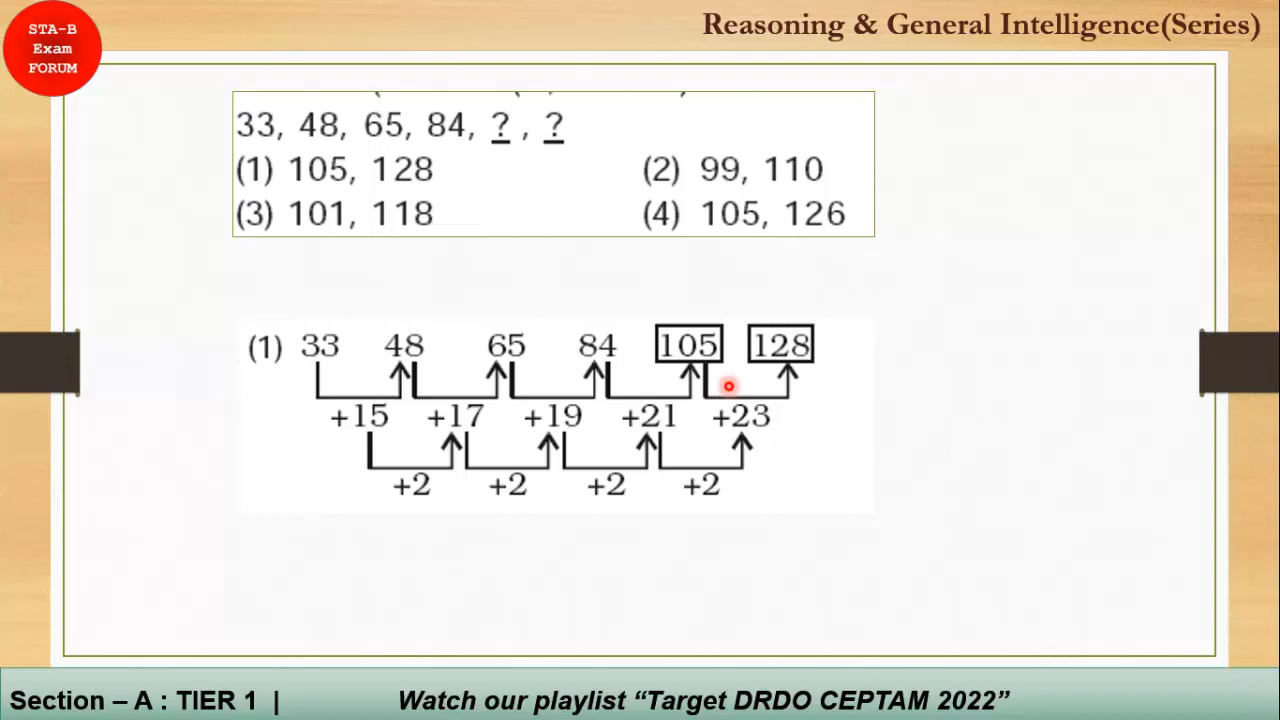 STA-B
Exam
FORUM
Reasoning & General Intelligence(Series)
33, 48, 65, 84, ? , ?
(1) 105, 128 (2) 99, 110
(3) 101, 118 (4) 105, 126
(1) 33 48 65 84 105 128
+15 +17 +19 +21 +23
+2 +2 +2 +2
Section – A : TIER 1 | Watch our playlist “Target DRDO CEPTAM 2022”